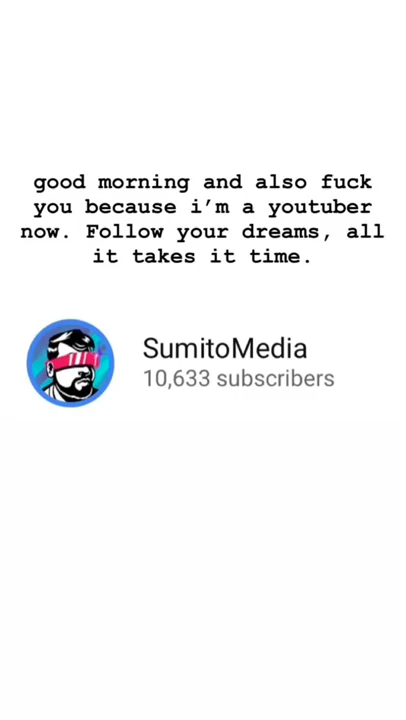 good morning and also fuck
you because i’m a youtuber
now. Follow your dreams, all
it takes it time.
SumitoMedia
10,633 subscribers